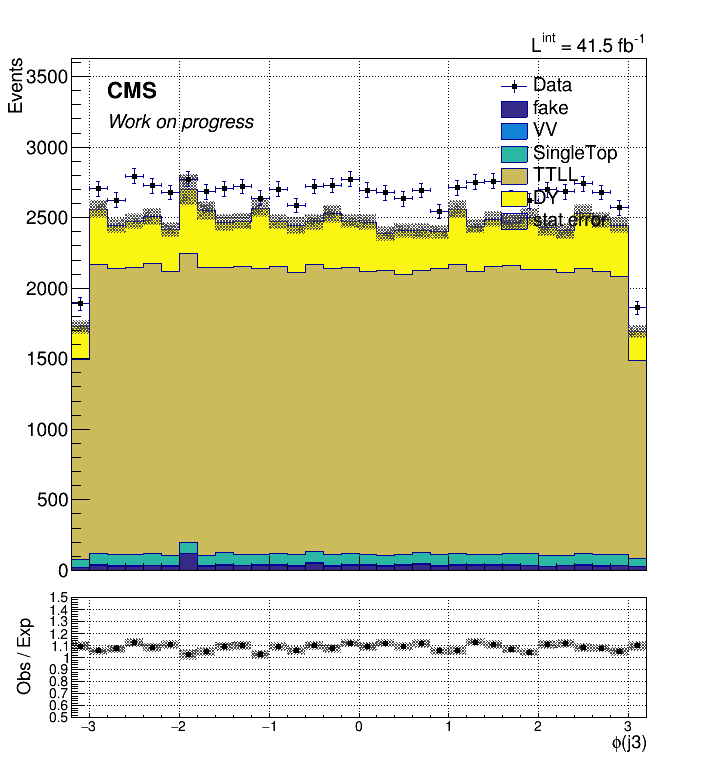 L^int = 41.5 fb^-1
Events
3500
3000
2500
2000
1500
1000
500
0
CMS
Work on progress
Data
fake
VV
SingleTop
TTLL
DY
stat error
Obs / Exp
1.5
1.4
1.3
1.2
1.1
1
0.9
0.8
0.7
0.6
0.5
−3 −2 −1 0 1 2 3
ϕ(j3)